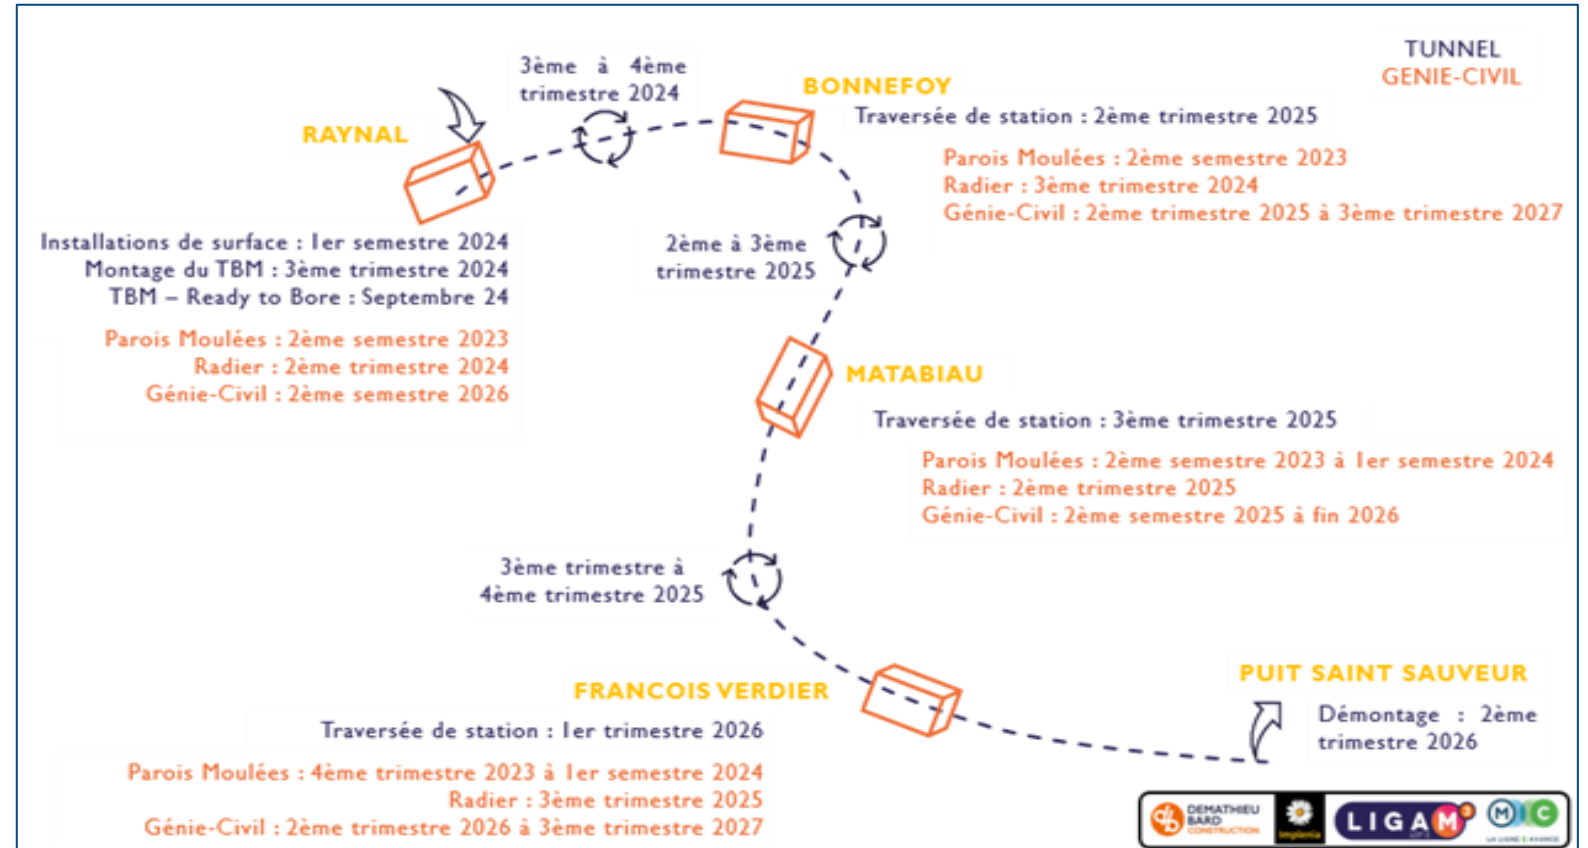 TUNNEL
GENIE-CIVIL
3ème à 4ème
trimestre 2024
BONNEFOY
Traversée de station : 2ème trimestre 2025
Parois Moulées : 2ème semestre 2023
Radier : 3ème trimestre 2024
Génie-Civil : 2ème trimestre 2025 à 3ème trimestre 2027
RAYNAL
Installations de surface : 1er semestre 2024
Montage du TBM : 3ème trimestre 2024
TBM – Ready to Bore : Septembre 24
Parois Moulées : 2ème semestre 2023
Radier : 2ème trimestre 2024
Génie-Civil : 2ème semestre 2026
2ème à 3ème
trimestre 2025
MATABIAU
Traversée de station : 3ème trimestre 2025
Parois Moulées : 2ème semestre 2023 à 1er semestre 2024
Radier : 2ème trimestre 2025
Génie-Civil : 2ème semestre 2025 à fin 2026
3ème trimestre à
4ème trimestre 2025
FRANCOIS VERDIER
Traversée de station : 1er trimestre 2026
Parois Moulées : 4ème trimestre 2023 à 1er semestre 2024
Radier : 3ème trimestre 2025
Génie-Civil : 2ème trimestre 2026 à 3ème trimestre 2027
PUIT SAINT SAUVEUR
Démontage : 2ème
trimestre 2026
DEMATHIEU
BARD
CONSTRUCTION
Implenia
LIGAM3
MIC